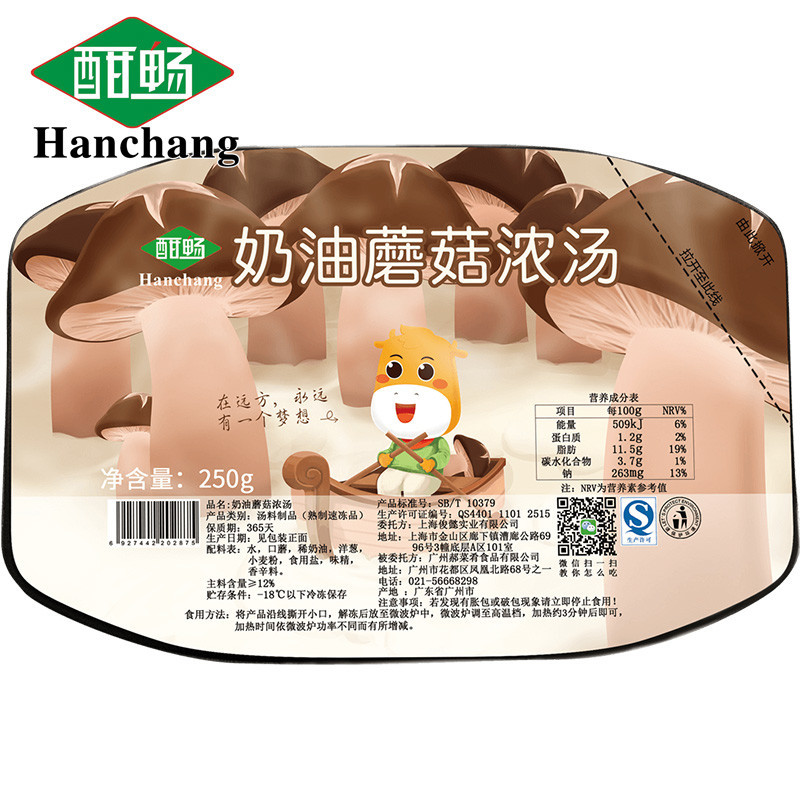 酣畅
Hanchang
酣畅
Hanchang
奶油蘑菇浓汤
由此掀开
拉开至此线
在远方，永远
有一个梦想
净含量：250g
营养成分表
项目 每100g NRV%
能量 509kJ 6%
蛋白质 1.2g 2%
脂肪 11.5g 19%
碳水化合物 3.7g 1%
钠 263mg 13%
注：NRV为营养素参考值
6 927442 202875
品名:奶油蘑菇浓汤
产品类别：汤料制品（熟制速冻品）
保质期：365天
生产日期：见包装正面
配料表：水，口蘑，稀奶油，洋葱，
小麦粉，食用盐，味精，
香辛料。
主料含量≥12%
贮存条件：-18℃以下冷冻保存
产品标准号：SB/T 10379
生产许可证编号：QS4401 1101 2515
委托方：上海俊懿实业有限公司
地址：上海市金山区廊下镇漕廊公路69
96号3幢底层A区101室
被委托方：广州郝菜肴食品有限公司
地址：广州市花都区凤凰北路68号之一
电话：021-56668298
产地：广东省广州市
注意事项：若发现有胀包或破包现象请立即停止食用！
微信扫一扫
教你怎么吃
QS
生产许可
食用方法：将产品沿线撕开小口，解冻后放至微波炉中，微波炉调至高温档，加热约3分钟后即可，
加热时间依微波炉功率不同而有所增减。